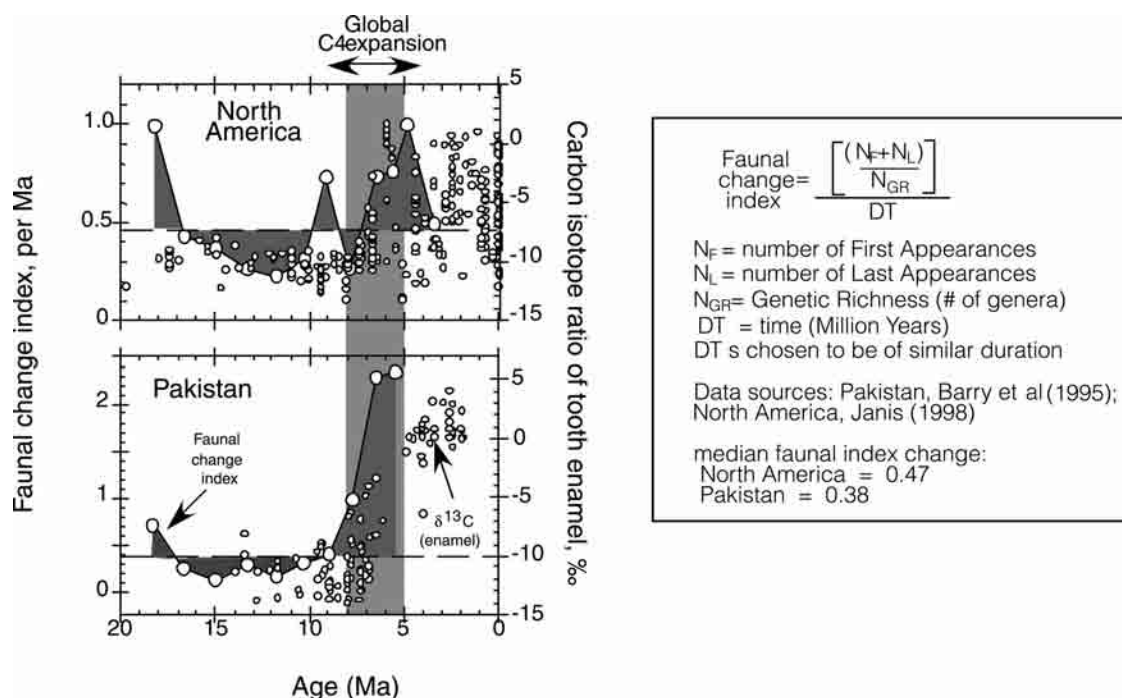 Global
C4expansion
North
America
Faunal change index, per Ma
1.0
0.5
0
5
0
-5
-10
-15
Carbon isotope ratio of tooth enamel, ‰
Pakistan
Faunal
change
index
δ13C
(enamel)
2
1
0
5
0
-5
-10
-15
20 15 10 5 0
Age (Ma)
Faunal
change=
index
[(NF+NL)
NGR]
DT
NF = number of First Appearances
NL = number of Last Appearances
NGR= Genetic Richness (# of genera)
DT = time (Million Years)
DT s chosen to be of similar duration
Data sources: Pakistan, Barry et al (1995);
North America, Janis (1998)
median faunal index change:
North America = 0.47
Pakistan = 0.38